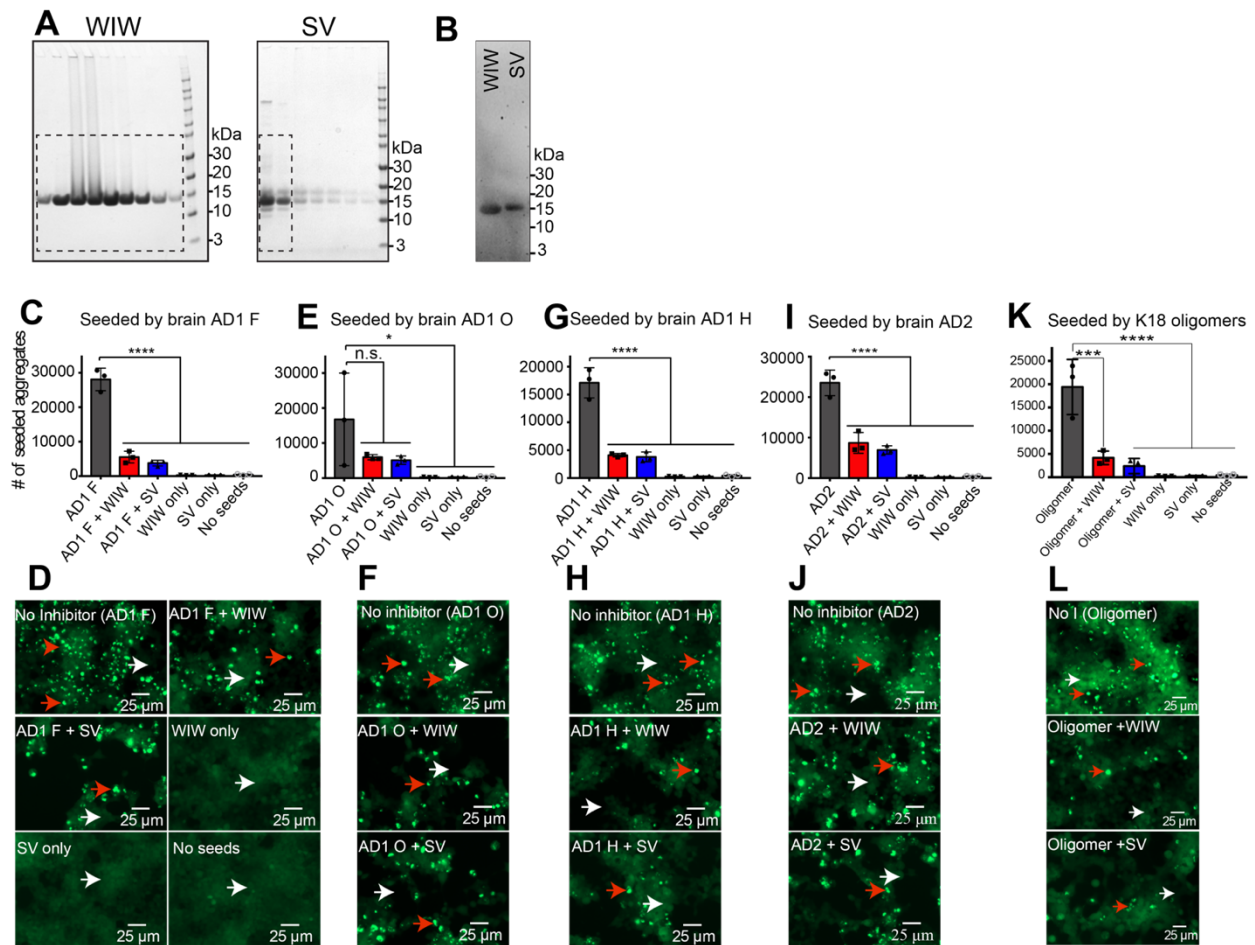 A
WIW
SV
B
WIW
SV
kDa
30
20
15
10
3
kDa
30
20
15
10
3
kDa
30
20
15
10
3
C
Seeded by brain AD1 F
# of seeded aggregates
40000
30000
20000
10000
0
****
AD1 F
AD1 F + WIW
AD1 F + SV
WIW only
SV only
No seeds
E
Seeded by brain AD1 O
40000
30000
20000
10000
0
*
n.s.
AD1 O
AD1 O + WIW
AD1 O + SV
WIW only
SV only
No seeds
G
Seeded by brain AD1 H
25000
20000
15000
10000
5000
0
****
AD1 H
AD1 H + WIW
AD1 H + SV
WIW only
SV only
No seeds
I
Seeded by brain AD2
30000
20000
10000
0
****
AD2
AD2 + WIW
AD2 + SV
WIW only
SV only
No seeds
K
Seeded by K18 oligomers
25000
20000
15000
10000
5000
0
****
***
Oligomer
Oligomer + WIW
Oligomer + SV
WIW only
SV only
No seeds
D
No Inhibitor (AD1 F)
25 µm
AD1 F + WIW
25 µm
AD1 F + SV
25 µm
WIW only
25 µm
SV only
25 µm
No seeds
25 µm
F
No inhibitor (AD1 O)
25 µm
AD1 O + WIW
25 µm
AD1 O + SV
25 µm
H
No inhibitor (AD1 H)
25 µm
AD1 H + WIW
25 µm
AD1 H + SV
25 µm
J
No inhibitor (AD2)
25 µm
AD2 + WIW
25 µm
AD2 + SV
25 µm
L
No I (Oligomer)
25 µm
Oligomer +WIW
25 µm
Oligomer +SV
25 µm